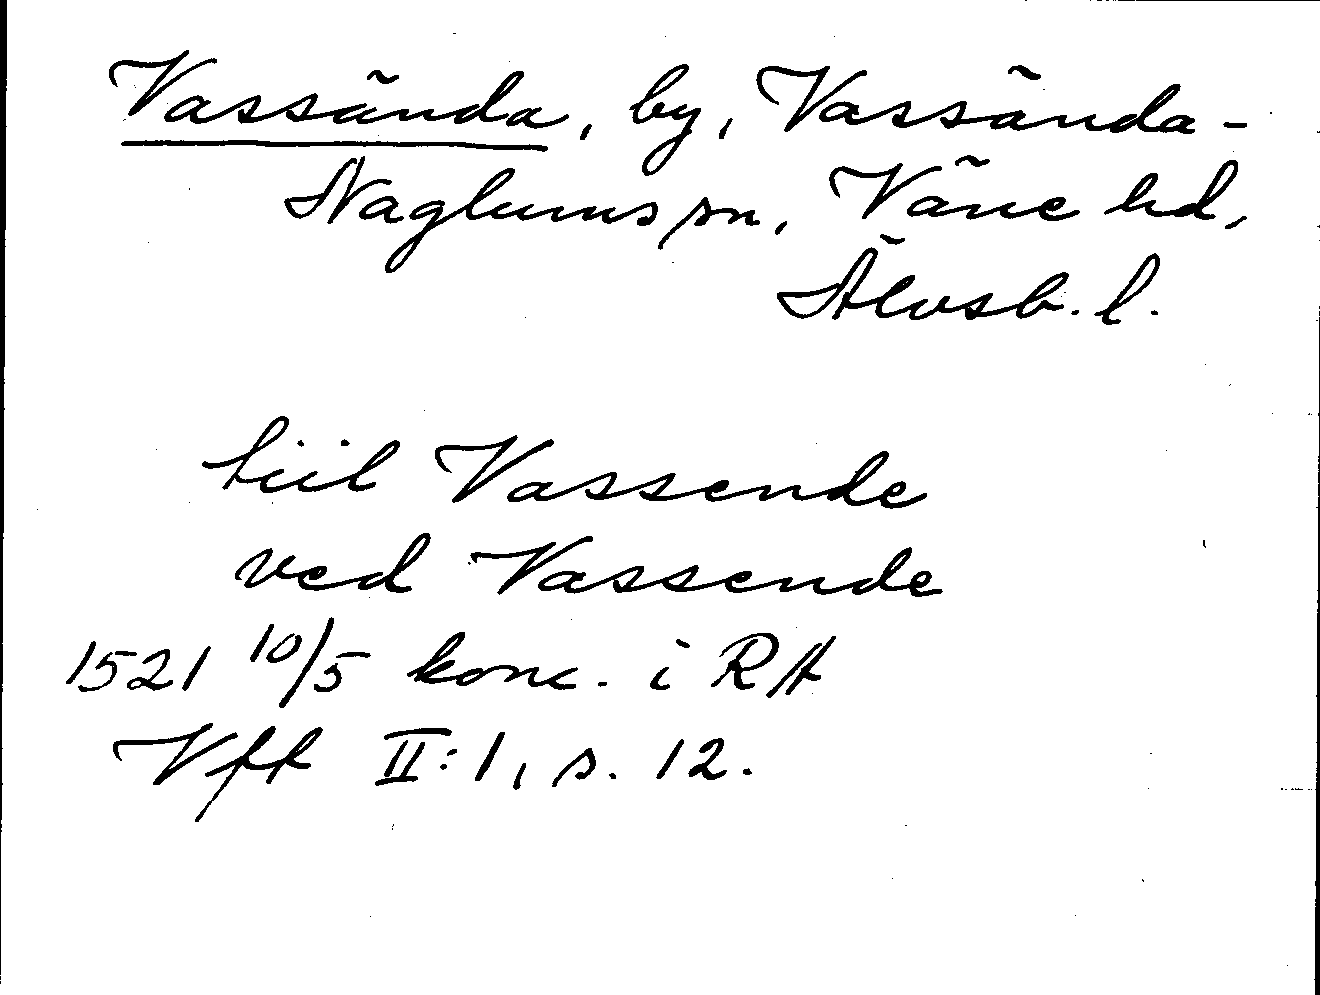 Vassända, by, Vassända-
Naglums sn, Väne hd,
Älvsb. l.
tiil Vassende
ved Vassende
1521 10/5 konc. i RA
Vff II:1, s. 12.